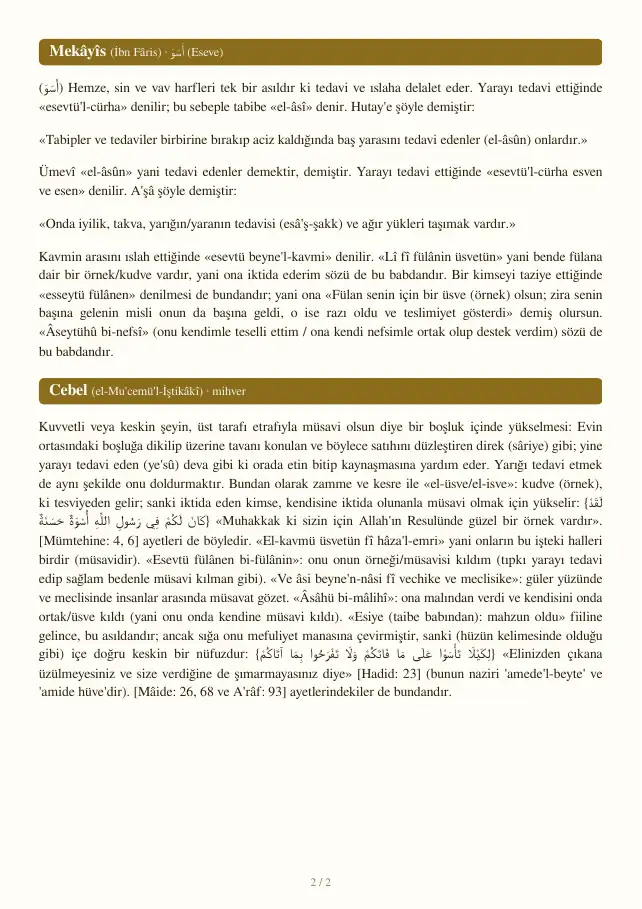 Mekâyîs (İbn Fâris) · أَسَوَ (Eseve)
(أَسَوَ) Hemze, sin ve vav harfleri tek bir asıldır ki tedavi ve ıslaha delalet eder. Yarayı tedavi ettiğinde
«esevtü'l-cürha» denilir; bu sebeple tabibe «el-âsî» denir. Hutay'e şöyle demiştir:
«Tabipler ve tedaviler birbirine bırakıp aciz kaldığında baş yarasını tedavi edenler (el-âsûn) onlardır.»
Ümevî «el-âsûn» yani tedavi edenler demektir, demiştir. Yarayı tedavi ettiğinde «esevtü'l-cürha esven
ve esen» denilir. A'şâ şöyle demiştir:
«Onda iyilik, takva, yarığın/yaranın tedavisi (esâ'ş-şakk) ve ağır yükleri taşımak vardır.»
Kavmin arasını ıslah ettiğinde «esevtü beyne'l-kavmi» denilir. «Lî fî fülânin üsvetün» yani bende fülana
dair bir örnek/kudve vardır, yani ona iktida ederim sözü de bu babdandır. Bir kimseyi taziye ettiğinde
«esseytü fülânen» denilmesi de bundandır; yani ona «Fülan senin için bir üsve (örnek) olsun; zira senin
başına gelenin misli onun da başına geldi, o ise razı oldu ve teslimiyet gösterdi» demiş olursun.
«Âseytühû bi-nefsî» (onu kendimle teselli ettim / ona kendi nefsimle ortak olup destek verdim) sözü de
bu babdandır.
Cebel (el-Mu'cemü'l-İştikâkî) · mihver
Kuvvetli veya keskin şeyin, üst tarafı etrafıyla müsavi olsun diye bir boşluk içinde yükselmesi: Evin
ortasındaki boşluğa dikilip üzerine tavanı konulan ve böylece satıhını düzleştiren direk (sâriye) gibi; yine
yarayı tedavi eden (ye'sû) deva gibi ki orada etin bitip kaynaşmasına yardım eder. Yarığı tedavi etmek
de aynı şekilde onu doldurmaktır. Bundan olarak zamme ve kesre ile «el-üsve/el-isve»: kudve (örnek),
ki tesviyeden gelir; sanki iktida eden kimse, kendisine iktida olunanla müsavi olmak için yükselir: {لَقَدْ
كَانَ لَكُمْ فِي رَسُولِ اللَّهِ أُسْوَةٌ حَسَنَةٌ} «Muhakkak ki sizin için Allah'ın Resulünde güzel bir örnek vardır».
[Mümtehine: 4, 6] ayetleri de böyledir. «El-kavmü üsvetün fî hâza'l-emri» yani onların bu işteki halleri
birdir (müsavidir). «Esevtü fülânen bi-fülânin»: onu onun örneği/müsavisi kıldım (tıpkı yarayı tedavi
edip sağlam bedenle müsavi kılman gibi). «Ve âsi beyne'n-nâsi fî vechike ve meclisike»: güler yüzünde
ve meclisinde insanlar arasında müsavat gözet. «Âsâhü bi-mâlihî»: ona malından verdi ve kendisini onda
ortak/üsve kıldı (yani onu onda kendine müsavi kıldı). «Esiye (taibe babından): mahzun oldu» fiiline
gelince, bu asıldandır; ancak sığa onu mefuliyet manasına çevirmiştir, sanki (hüzün kelimesinde olduğu
gibi) içe doğru keskin bir nüfuzdur: {لِكَيْلَا تَأْسَوْا عَلَى مَا فَاتَكُمْ وَلَا تَفْرَحُوا بِمَا آتَاكُمْ} «Elinizden çıkana
üzülmeyesiniz ve size verdiğine de şımarmayasınız diye» [Hadid: 23] (bunun naziri 'amede'l-beyte' ve
'amide hüve'dir). [Mâide: 26, 68 ve A'râf: 93] ayetlerindekiler de bundandır.
2 / 2